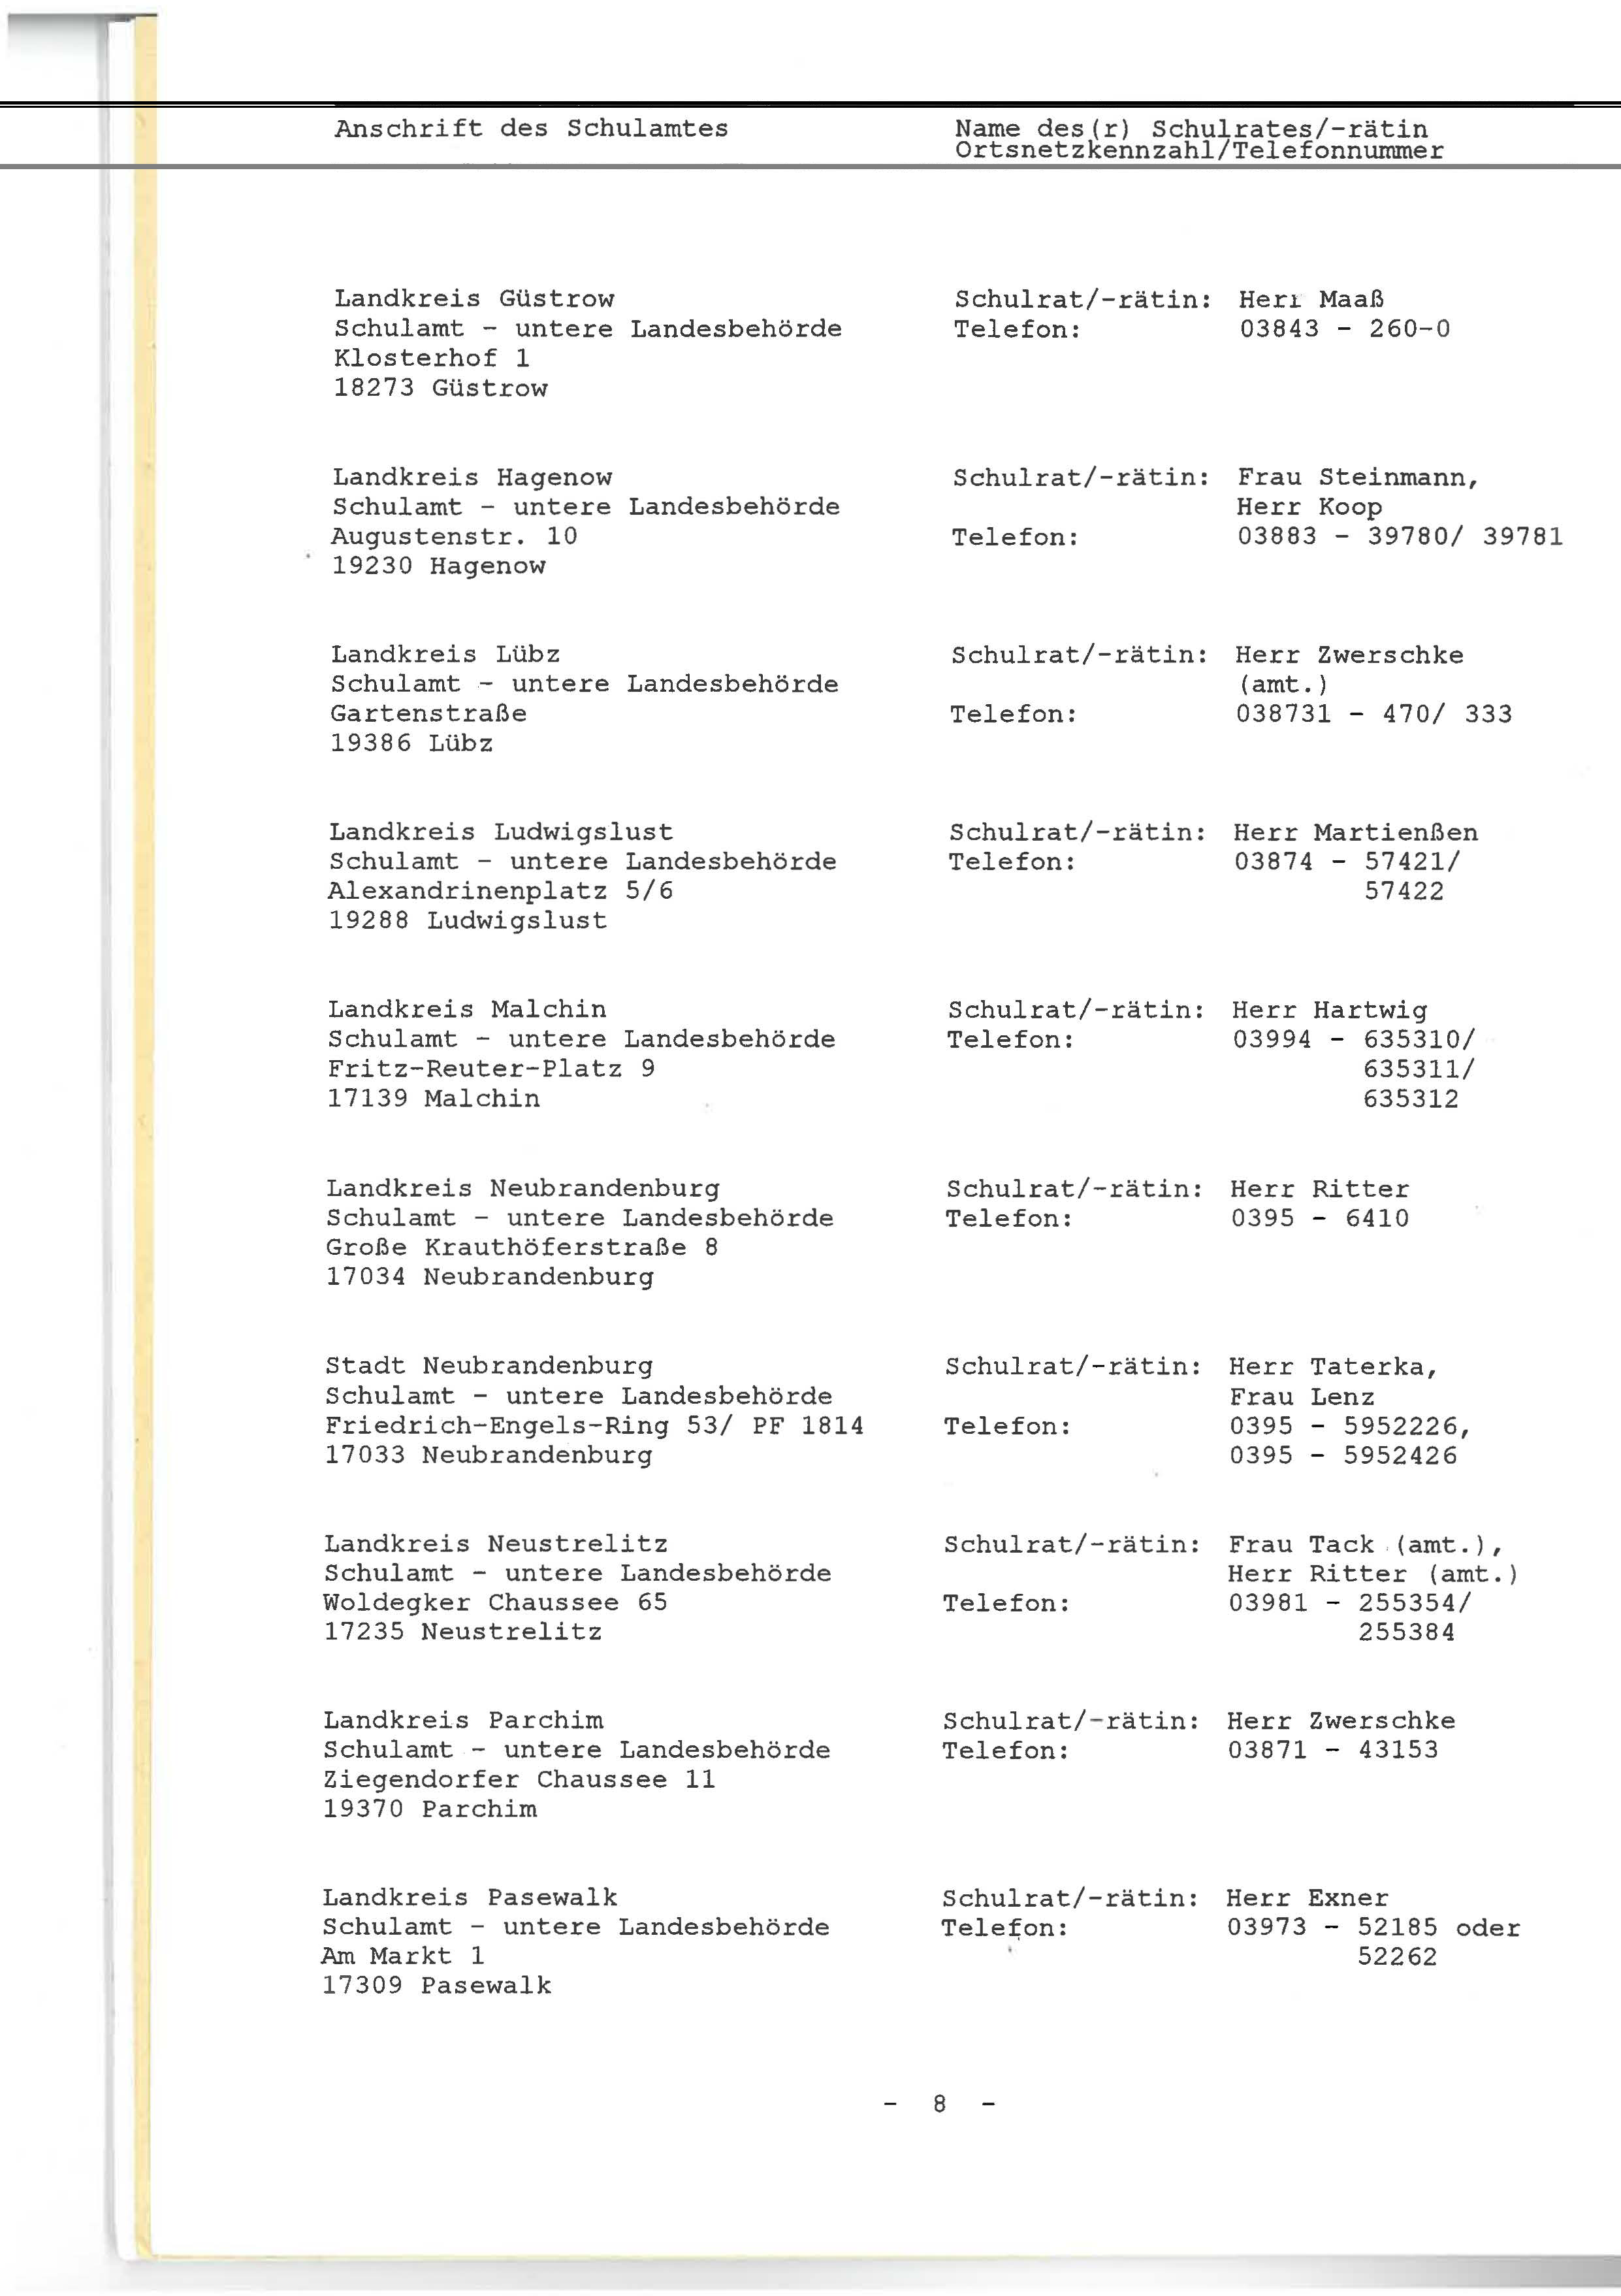 Anschrift des Schulamtes
Name des(r) Schulrates/-rätin
Ortsnetzkennzahl/Telefonnummer
Landkreis Güstrow Schulrat/-rätin: Herr Maaß
Schulamt - untere Landesbehörde Telefon: 03843 - 260-0
Klosterhof 1
18273 Güstrow
Landkreis Hagenow Schulrat/-rätin: Frau Steinmann,
Schulamt - untere Landesbehörde Herr Koop
Augustenstr. 10 Telefon: 03883 - 39780/ 39781
19230 Hagenow
Landkreis Lübz Schulrat/-rätin: Herr Zwerschke
Schulamt - untere Landesbehörde (amt.)
Gartenstraße Telefon: 038731 - 470/ 333
19386 Lübz
Landkreis Ludwigslust Schulrat/-rätin: Herr Martienßen
Schulamt - untere Landesbehörde Telefon: 03874 - 57421/
Alexandrinenplatz 5/6 57422
19288 Ludwigslust
Landkreis Malchin Schulrat/-rätin: Herr Hartwig
Schulamt - untere Landesbehörde Telefon: 03994 - 635310/
Fritz-Reuter-Platz 9 635311/
17139 Malchin 635312
Landkreis Neubrandenburg Schulrat/-rätin: Herr Ritter
Schulamt - untere Landesbehörde Telefon: 0395 - 6410
Große Krauthöferstraße 8
17034 Neubrandenburg
Stadt Neubrandenburg Schulrat/-rätin: Herr Taterka,
Schulamt - untere Landesbehörde Frau Lenz
Friedrich-Engels-Ring 53/ PF 1814 Telefon: 0395 - 5952226,
17033 Neubrandenburg 0395 - 5952426
Landkreis Neustrelitz Schulrat/-rätin: Frau Tack (amt.),
Schulamt - untere Landesbehörde Herr Ritter (amt.)
Woldegker Chaussee 65 Telefon: 03981 - 255354/
17235 Neustrelitz 255384
Landkreis Parchim Schulrat/-rätin: Herr Zwerschke
Schulamt - untere Landesbehörde Telefon: 03871 - 43153
Ziegendorfer Chaussee 11
19370 Parchim
Landkreis Pasewalk Schulrat/-rätin: Herr Exner
Schulamt - untere Landesbehörde Telefon: 03973 - 52185 oder
Am Markt 1 52262
17309 Pasewalk
- 8 -